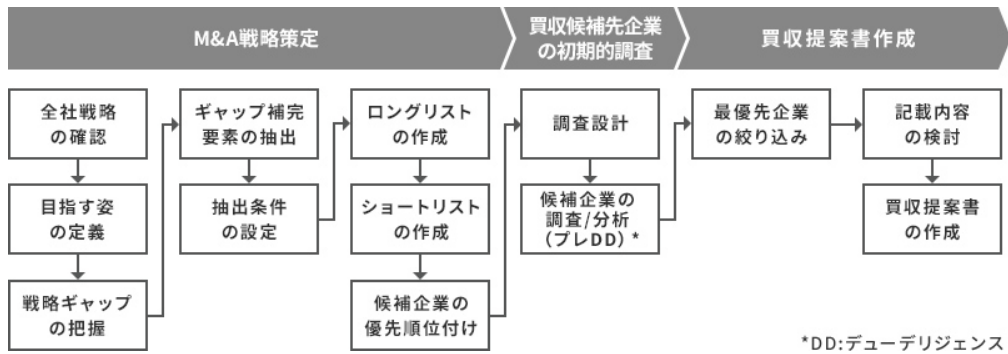 M&A戦略策定
買収候補先企業
の初期的調査
買収提案書作成
全社戦略
の確認
目指す姿
の定義
戦略ギャップ
の把握
ギャップ補完
要素の抽出
抽出条件
の設定
ロングリスト
の作成
ショートリスト
の作成
候補企業の
優先順位付け
調査設計
候補企業の
調査/分析
（プレDD）*
最優先企業
の絞り込み
記載内容
の検討
買収提案書
の作成
*DD:デューデリジェンス